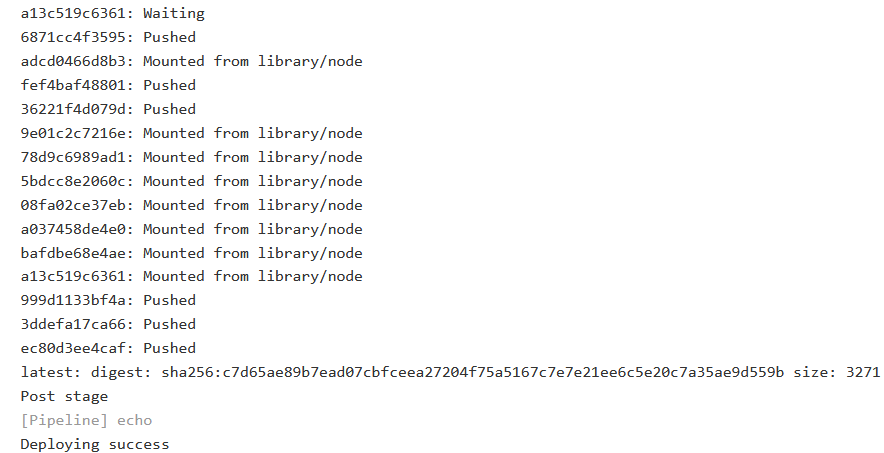 a13c519c6361: Waiting
6871cc4f3595: Pushed
adcd0466d8b3: Mounted from library/node
fef4baf48801: Pushed
36221f4d079d: Pushed
9e01c2c7216e: Mounted from library/node
78d9c6989ad1: Mounted from library/node
5bdcc8e2060c: Mounted from library/node
08fa02ce37eb: Mounted from library/node
a037458de4e0: Mounted from library/node
bafdbe68e4ae: Mounted from library/node
a13c519c6361: Mounted from library/node
999d1133bf4a: Pushed
3ddefa17ca66: Pushed
ec80d3ee4caf: Pushed
latest: digest: sha256:c7d65ae89b7ead07cbfceea27204f75a5167c7e7e21ee6c5e20c7a35ae9d559b size: 3271
Post stage
[Pipeline] echo
Deploying success